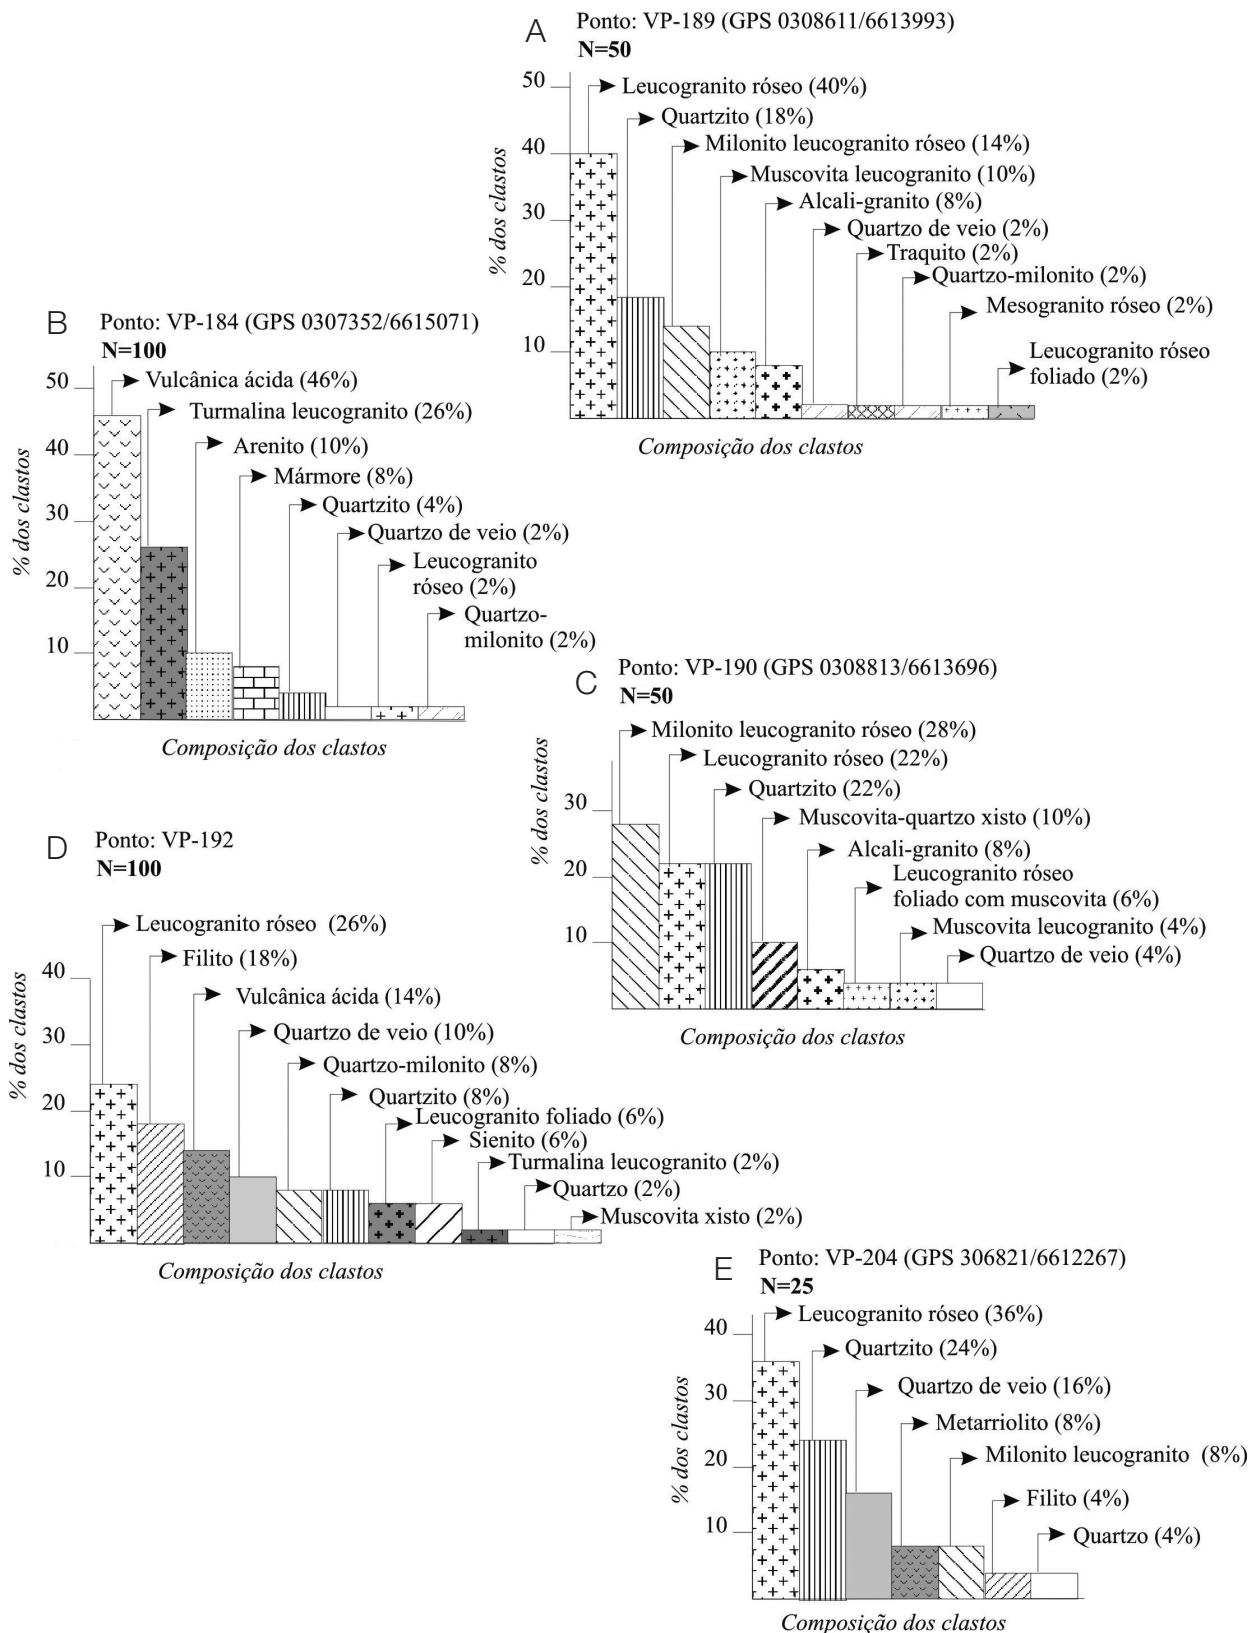 A
Ponto: VP-189 (GPS 0308611/6613993)
N=50
50
40
30
20
10
% dos clastos
Leucogranito róseo (40%)
Quartzito (18%)
Milonito leucogranito róseo (14%)
Muscovita leucogranito (10%)
Alcali-granito (8%)
Quartzo de veio (2%)
Traquito (2%)
Quartzo-milonito (2%)
Mesogranito róseo (2%)
Leucogranito róseo
foliado (2%)
Composição dos clastos
B
Ponto: VP-184 (GPS 0307352/6615071)
N=100
50
40
30
20
10
% dos clastos
Vulcânica ácida (46%)
Turmalina leucogranito (26%)
Arenito (10%)
Mármore (8%)
Quartzito (4%)
Quartzo de veio (2%)
Leucogranito
róseo (2%)
Quartzo-
milonito (2%)
Composição dos clastos
C
Ponto: VP-190 (GPS 0308813/6613696)
N=50
30
20
10
% dos clastos
Milonito leucogranito róseo (28%)
Leucogranito róseo (22%)
Quartzito (22%)
Muscovita-quartzo xisto (10%)
Alcali-granito (8%)
Leucogranito róseo
foliado com muscovita (6%)
Muscovita leucogranito (4%)
Quartzo de veio (4%)
Composição dos clastos
D
Ponto: VP-192
N=100
40
30
20
10
% dos clastos
Leucogranito róseo (26%)
Filito (18%)
Vulcânica ácida (14%)
Quartzo de veio (10%)
Quartzo-milonito (8%)
Quartzito (8%)
Leucogranito foliado (6%)
Sienito (6%)
Turmalina leucogranito (2%)
Quartzo (2%)
Muscovita xisto (2%)
Composição dos clastos
E
Ponto: VP-204 (GPS 306821/6612267)
N=25
40
30
20
10
% dos clastos
Leucogranito róseo (36%)
Quartzito (24%)
Quartzo de veio (16%)
Metarriolito (8%)
Milonito leucogranito (8%)
Filito (4%)
Quartzo (4%)
Composição dos clastos